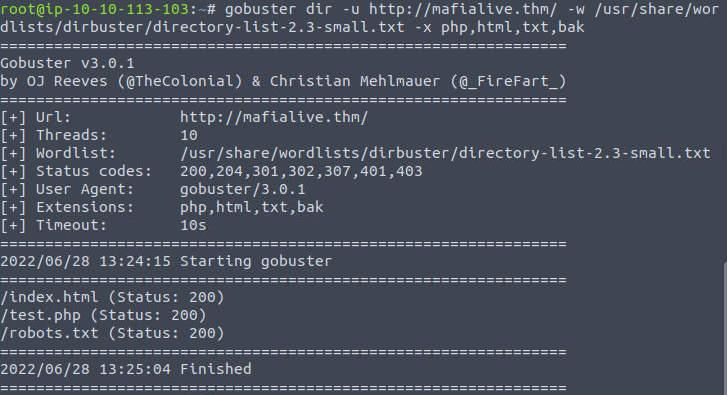 root@ip-10-10-113-103:~# gobuster dir -u http://mafialive.thm/ -w /usr/share/wor
dlists/dirbuster/directory-list-2.3-small.txt -x php,html,txt,bak
===============================================================
Gobuster v3.0.1
by OJ Reeves (@TheColonial) & Christian Mehlmauer (@_FireFart_)
===============================================================
[+] Url:            http://mafialive.thm/
[+] Threads:        10
[+] Wordlist:       /usr/share/wordlists/dirbuster/directory-list-2.3-small.txt
[+] Status codes:   200,204,301,302,307,401,403
[+] User Agent:     gobuster/3.0.1
[+] Extensions:     php,html,txt,bak
[+] Timeout:        10s
===============================================================
2022/06/28 13:24:15 Starting gobuster
===============================================================
/index.html (Status: 200)
/test.php (Status: 200)
/robots.txt (Status: 200)
===============================================================
2022/06/28 13:25:04 Finished
===============================================================